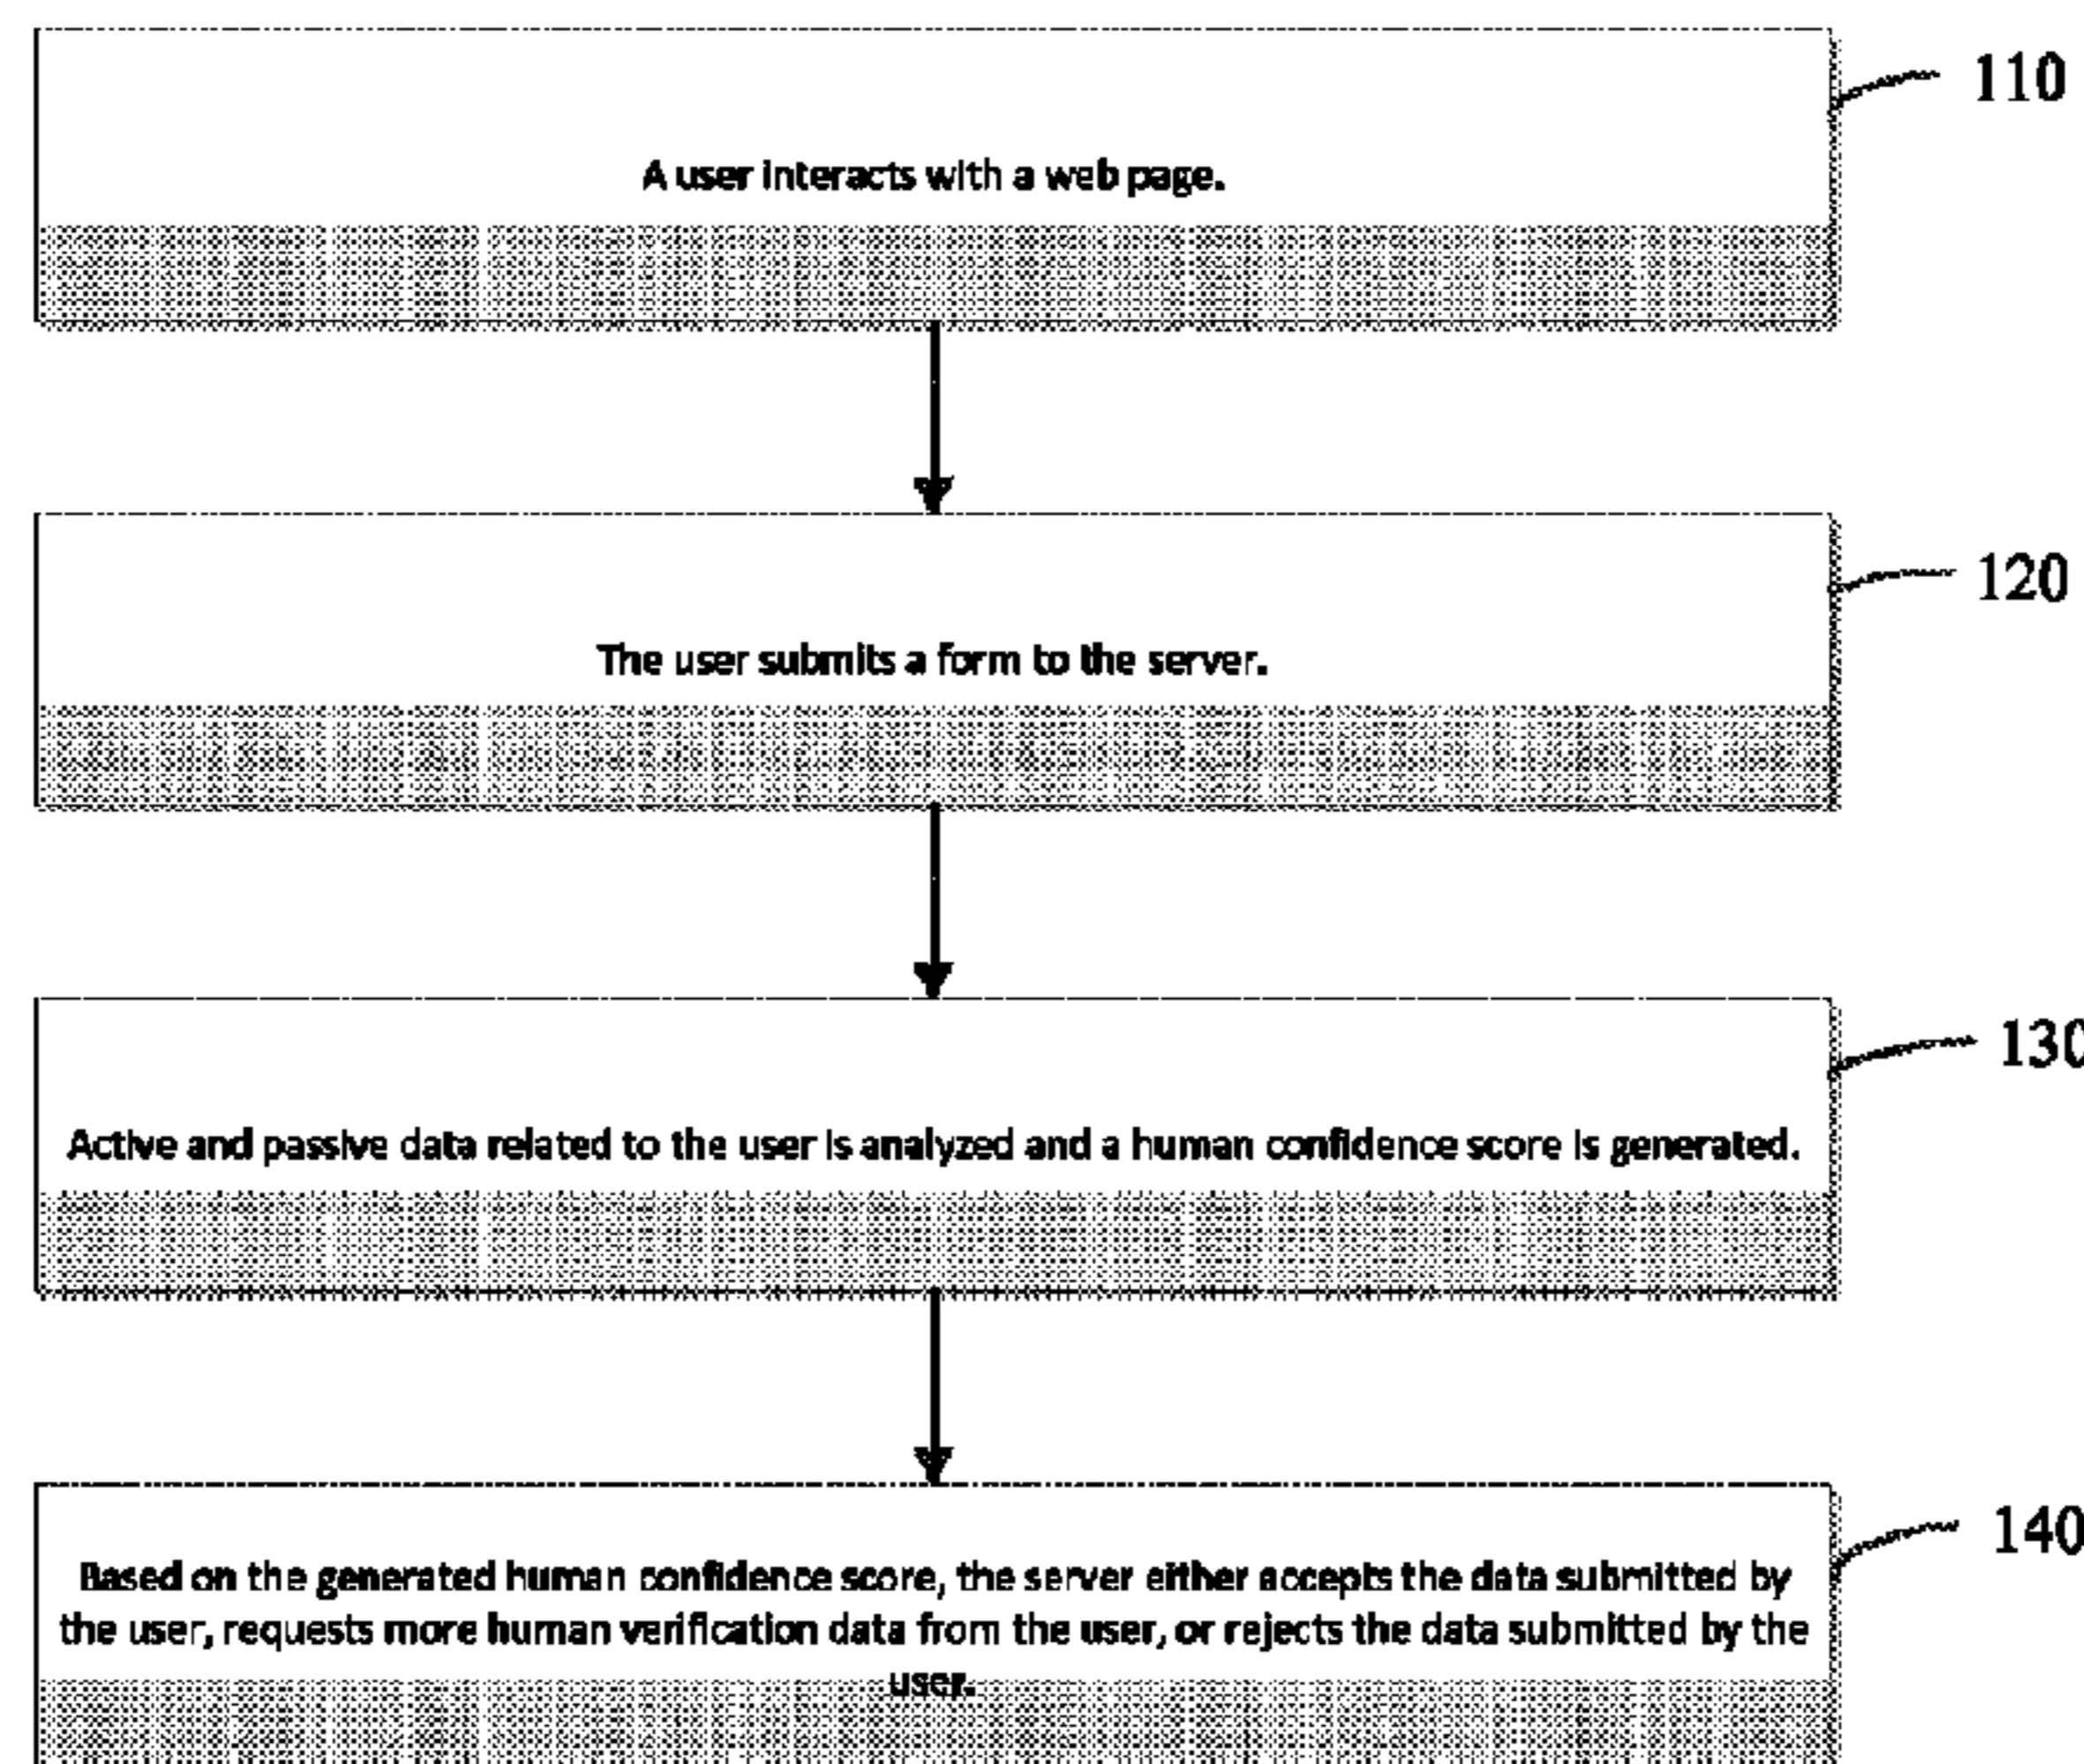 110
A user interacts with a web page.
120
The user submits a form to the server.
130
Active and passive data related to the user is analyzed and a human confidence score is generated.
140
Based on the generated human confidence score, the server either accepts the data submitted by
the user, requests more human verification data from the user, or rejects the data submitted by the
user.